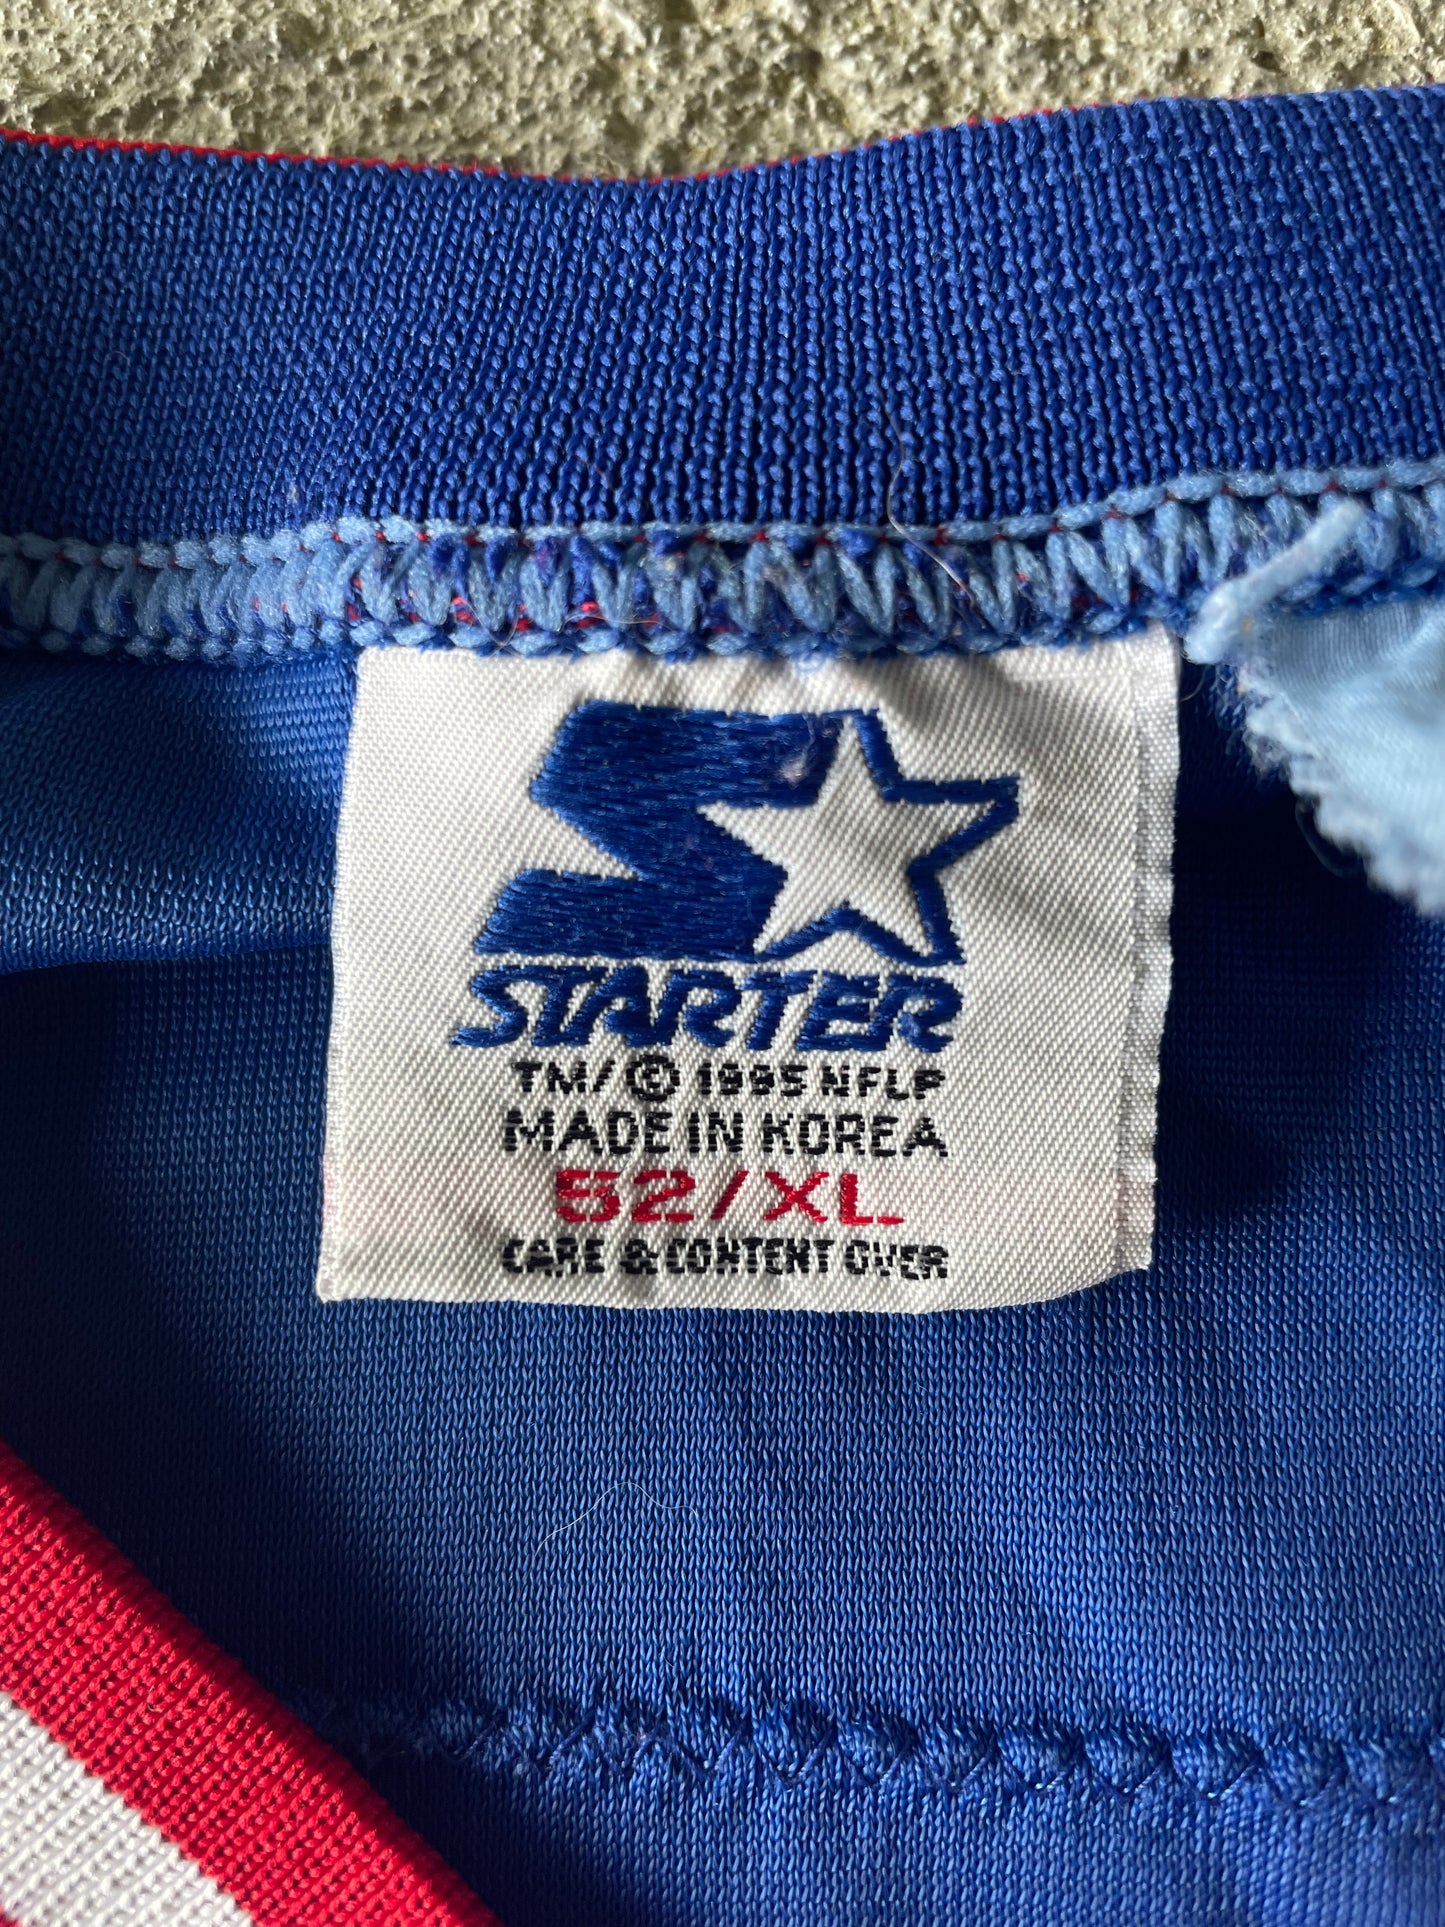 STARTER
TM/© 1995 NFLP
MADE IN KOREA
52/XL
CARE & CONTENT OVER